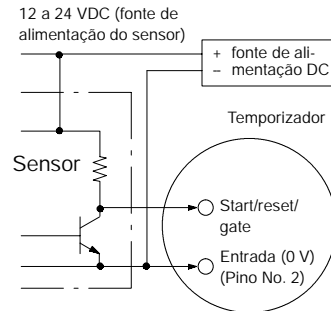 12 a 24 VDC (fonte de
alimentação do sensor)
+ fonte de ali-
– mentação DC
Temporizador
Sensor
Start/reset/
gate
Entrada (0 V)
(Pino No. 2)